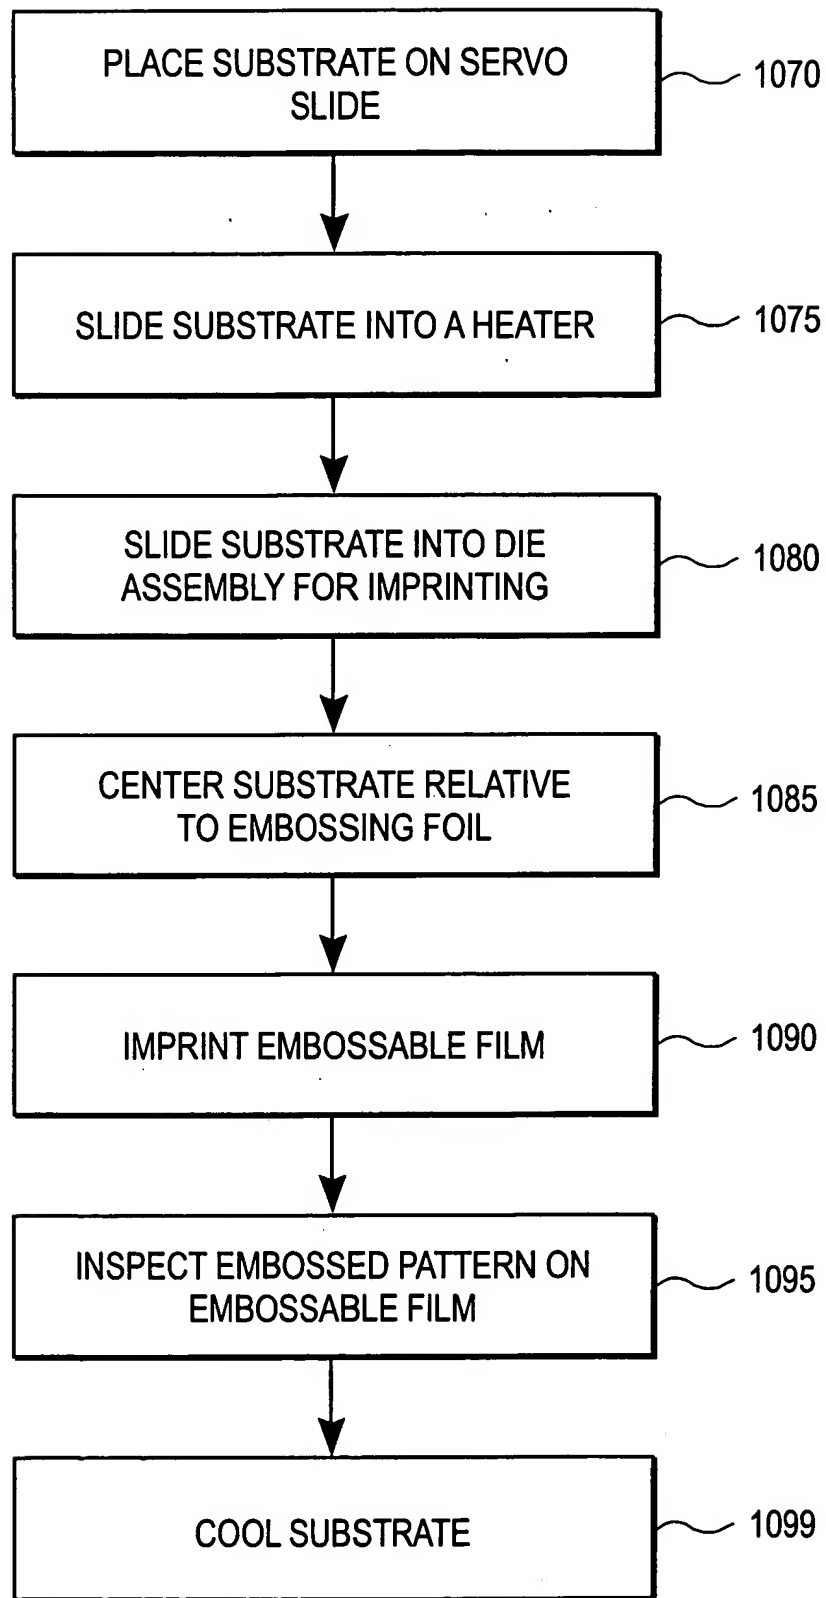 PLACE SUBSTRATE ON SERVO
SLIDE
1070
SLIDE SUBSTRATE INTO A HEATER
1075
SLIDE SUBSTRATE INTO DIE
ASSEMBLY FOR IMPRINTING
1080
CENTER SUBSTRATE RELATIVE
TO EMBOSSING FOIL
1085
IMPRINT EMBOSSABLE FILM
1090
INSPECT EMBOSSED PATTERN ON
EMBOSSABLE FILM
1095
COOL SUBSTRATE
1099